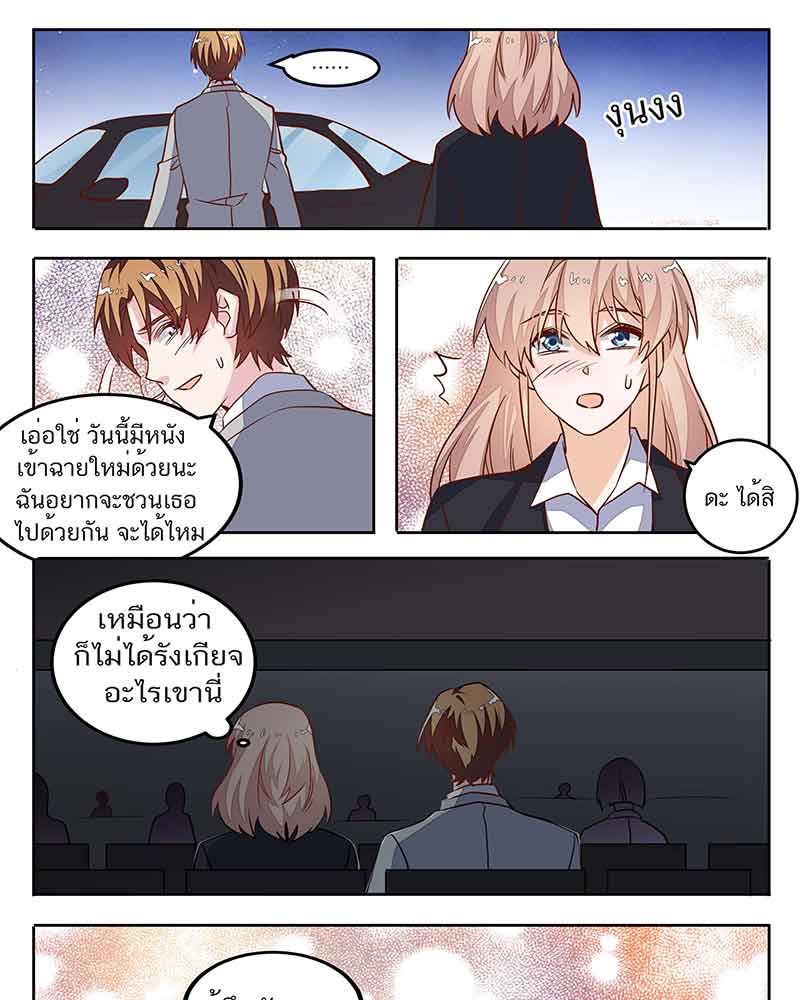 ......
งุนงง
เอ่อใช่ วันนี้มีหนัง
เข้าฉายใหม่ด้วยนะ
ฉันอยากจะชวนเธอ
ไปด้วยกัน จะได้ไหม
ดะ ได้สิ
เหมือนว่า
ก็ไม่ได้รังเกียจ
อะไรเขานี่